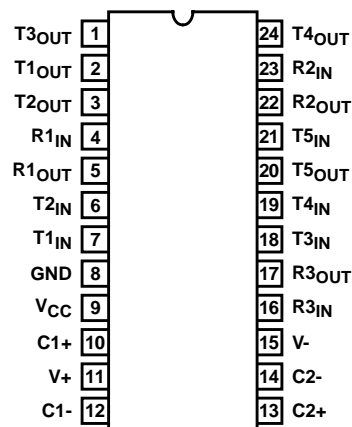 T3OUT 1 24 T4OUT
T1OUT 2 23 R2IN
T2OUT 3 22 R2OUT
R1IN 4 21 T5IN
R1OUT 5 20 T5OUT
T2IN 6 19 T4IN
T1IN 7 18 T3IN
GND 8 17 R3OUT
VCC 9 16 R3IN
C1+ 10 15 V-
V+ 11 14 C2-
C1- 12 13 C2+